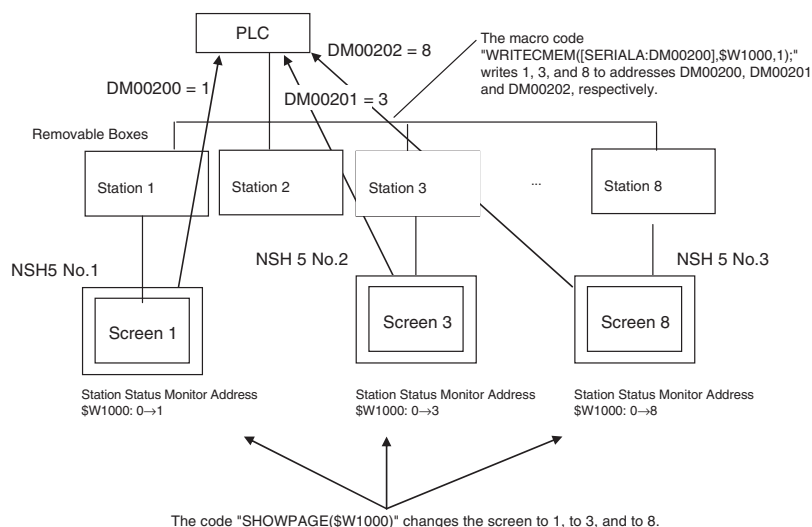 PLC
DM00202 = 8
The macro code
"WRITECMEM([SERIALA:DM00200],$W1000,1);"
writes 1, 3, and 8 to addresses DM00200, DM00201
and DM00202, respectively.
DM00200 = 1
DM00201 = 3
Removable Boxes
Station 1
Station 2
Station 3
...
Station 8
NSH5 No.1
NSH 5 No.2
NSH 5 No.3
Screen 1
Screen 3
Screen 8
Station Status Monitor Address
$W1000: 0→1
Station Status Monitor Address
$W1000: 0→3
Station Status Monitor Address
$W1000: 0→8
The code "SHOWPAGE($W1000)" changes the screen to 1, to 3, and to 8.